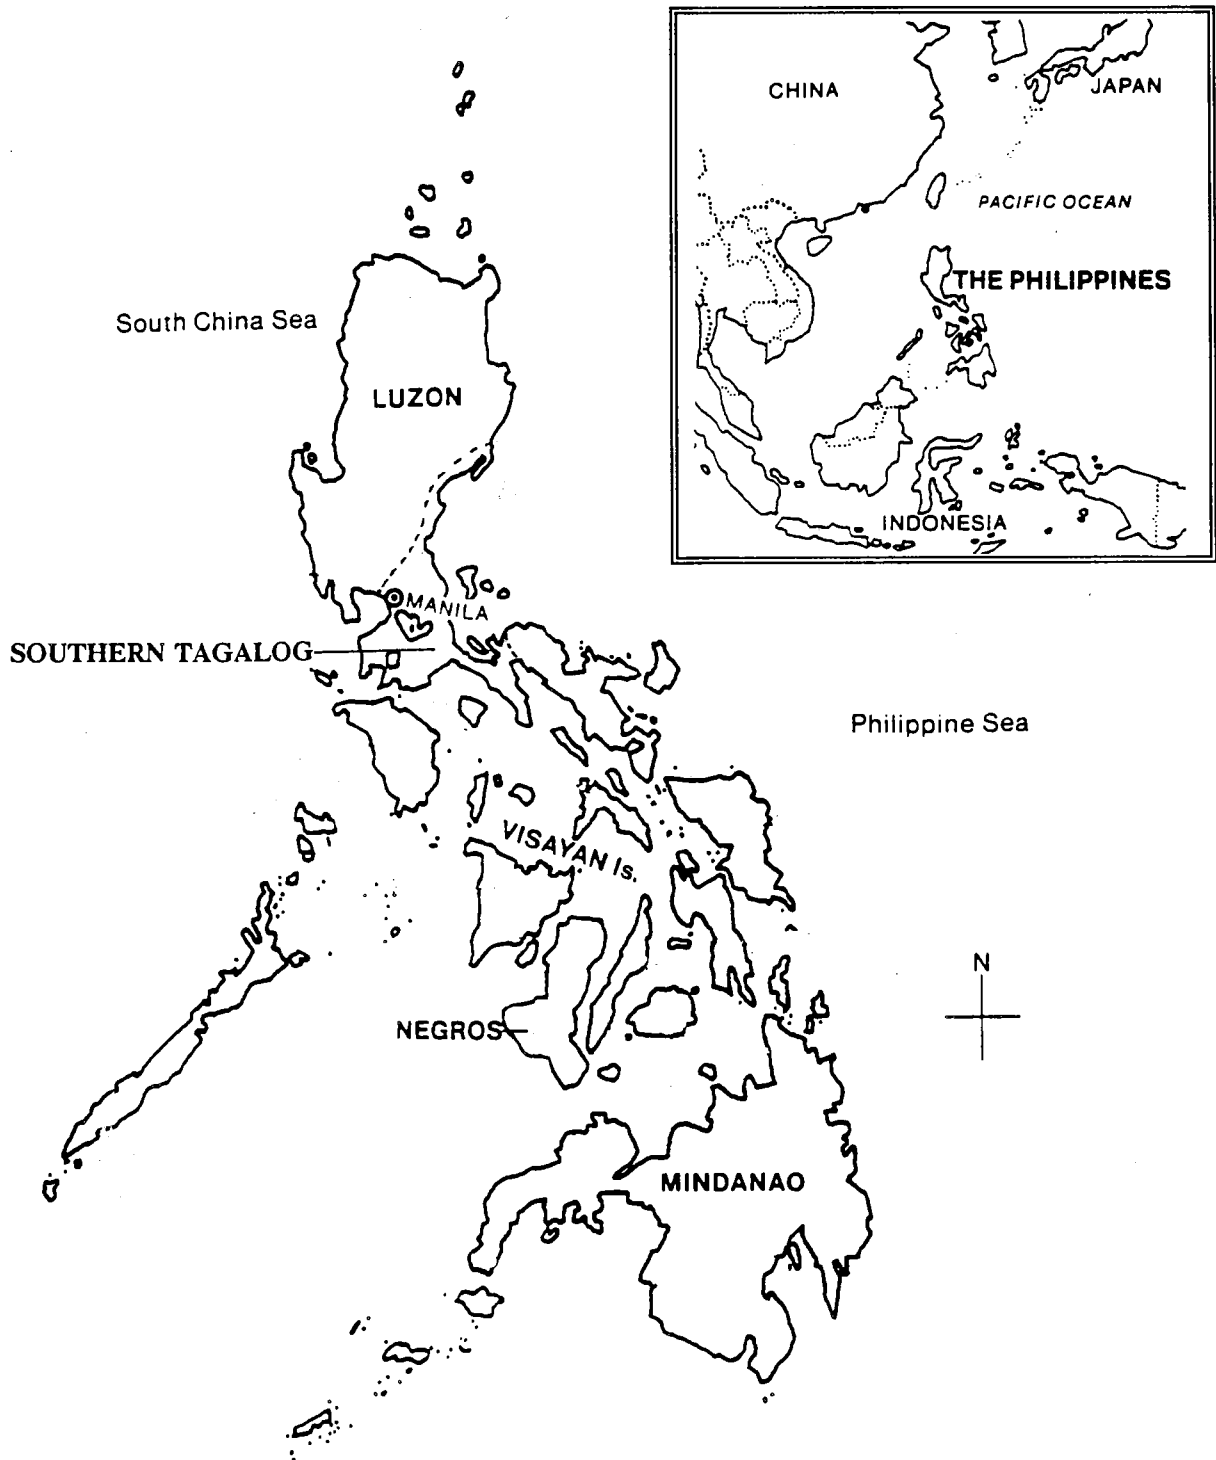 CHINA
JAPAN
PACIFIC OCEAN
THE PHILIPPINES
INDONESIA
South China Sea
LUZON
MANILA
SOUTHERN TAGALOG
Philippine Sea
VISAYAN Is.
N
NEGROS
MINDANAO